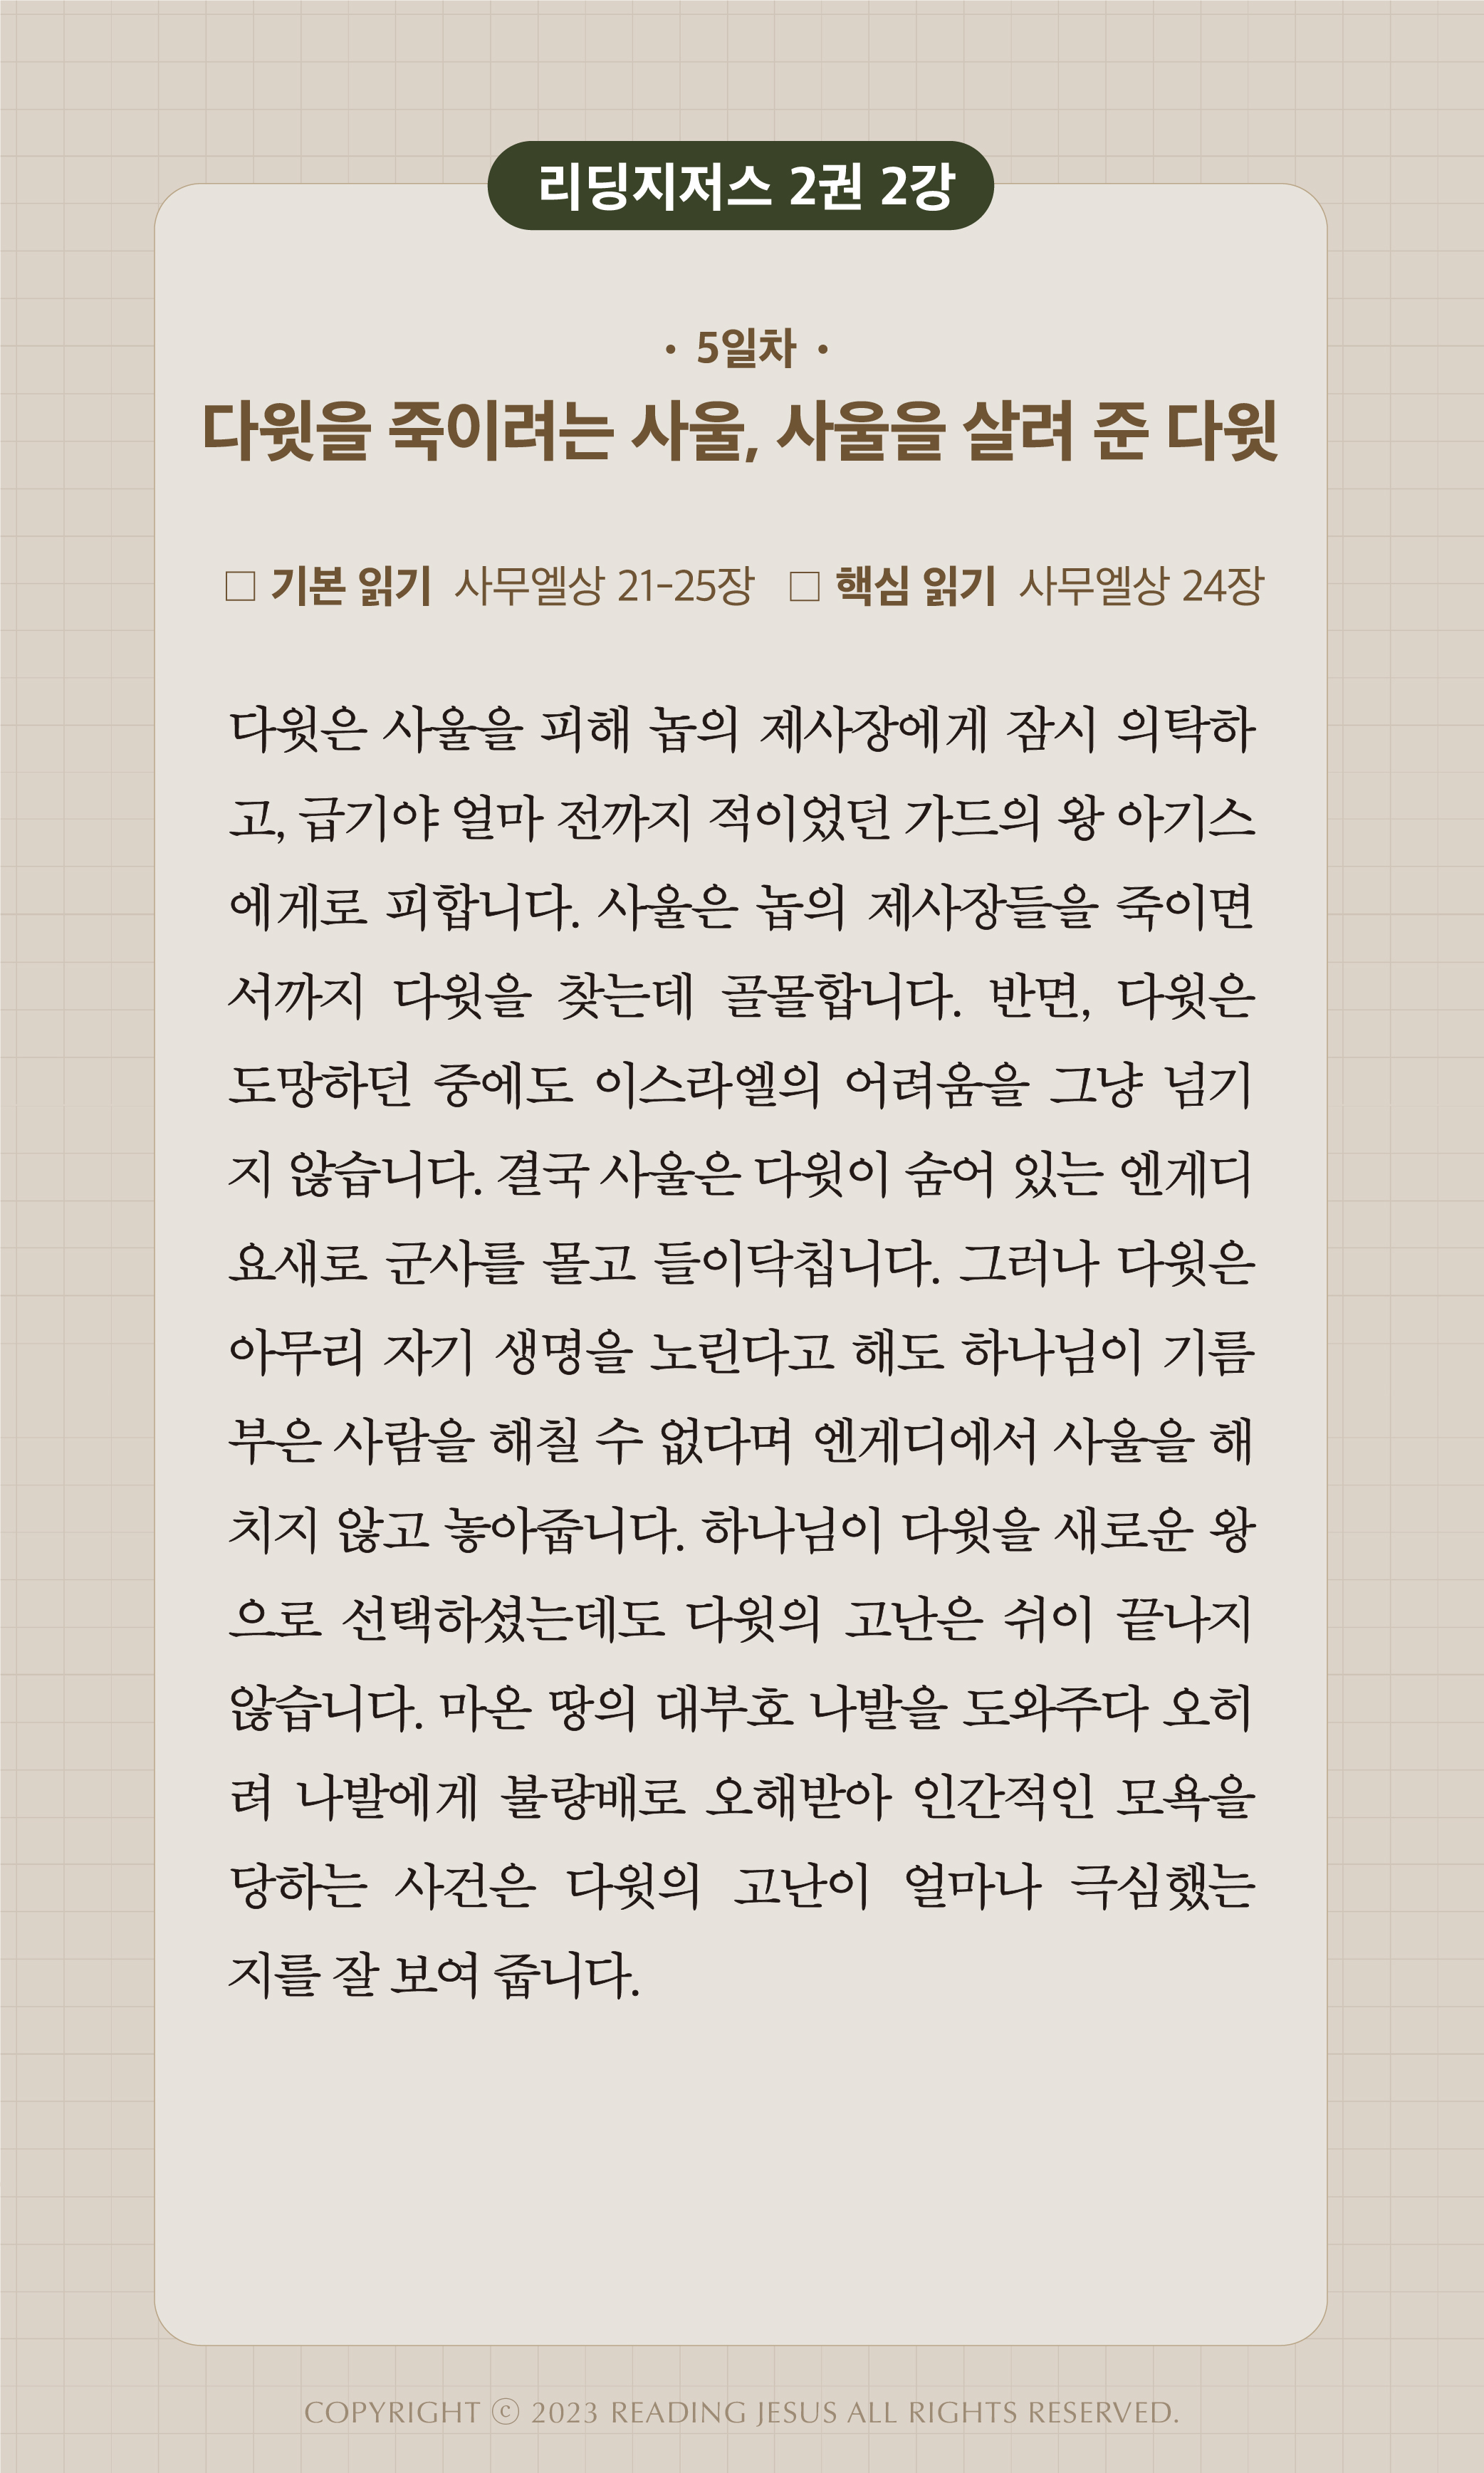 리딩지저스 2권 2강
· 5일차 ·
다윗을 죽이려는 사울, 사울을 살려 준 다윗
□ 기본 읽기 사무엘상 21-25장 □ 핵심 읽기 사무엘상 24장
다윗은 사울을 피해 놉의 제사장에게 잠시 의탁하
고, 급기야 얼마 전까지 적이었던 가드의 왕 아기스
에게로 피합니다. 사울은 놉의 제사장들을 죽이면
서까지 다윗을 찾는데 골몰합니다. 반면, 다윗은
도망하던 중에도 이스라엘의 어려움을 그냥 넘기
지 않습니다. 결국 사울은 다윗이 숨어 있는 엔게디
요새로 군사를 몰고 들이닥칩니다. 그러나 다윗은
아무리 자기 생명을 노린다고 해도 하나님이 기름
부은 사람을 해칠 수 없다며 엔게디에서 사울을 해
치지 않고 놓아줍니다. 하나님이 다윗을 새로운 왕
으로 선택하셨는데도 다윗의 고난은 쉬이 끝나지
않습니다. 마온 땅의 대부호 나발을 도와주다 오히
려 나발에게 불량배로 오해받아 인간적인 모욕을
당하는 사건은 다윗의 고난이 얼마나 극심했는
지를 잘 보여 줍니다.
COPYRIGHT ⓒ 2023 READING JESUS ALL RIGHTS RESERVED.